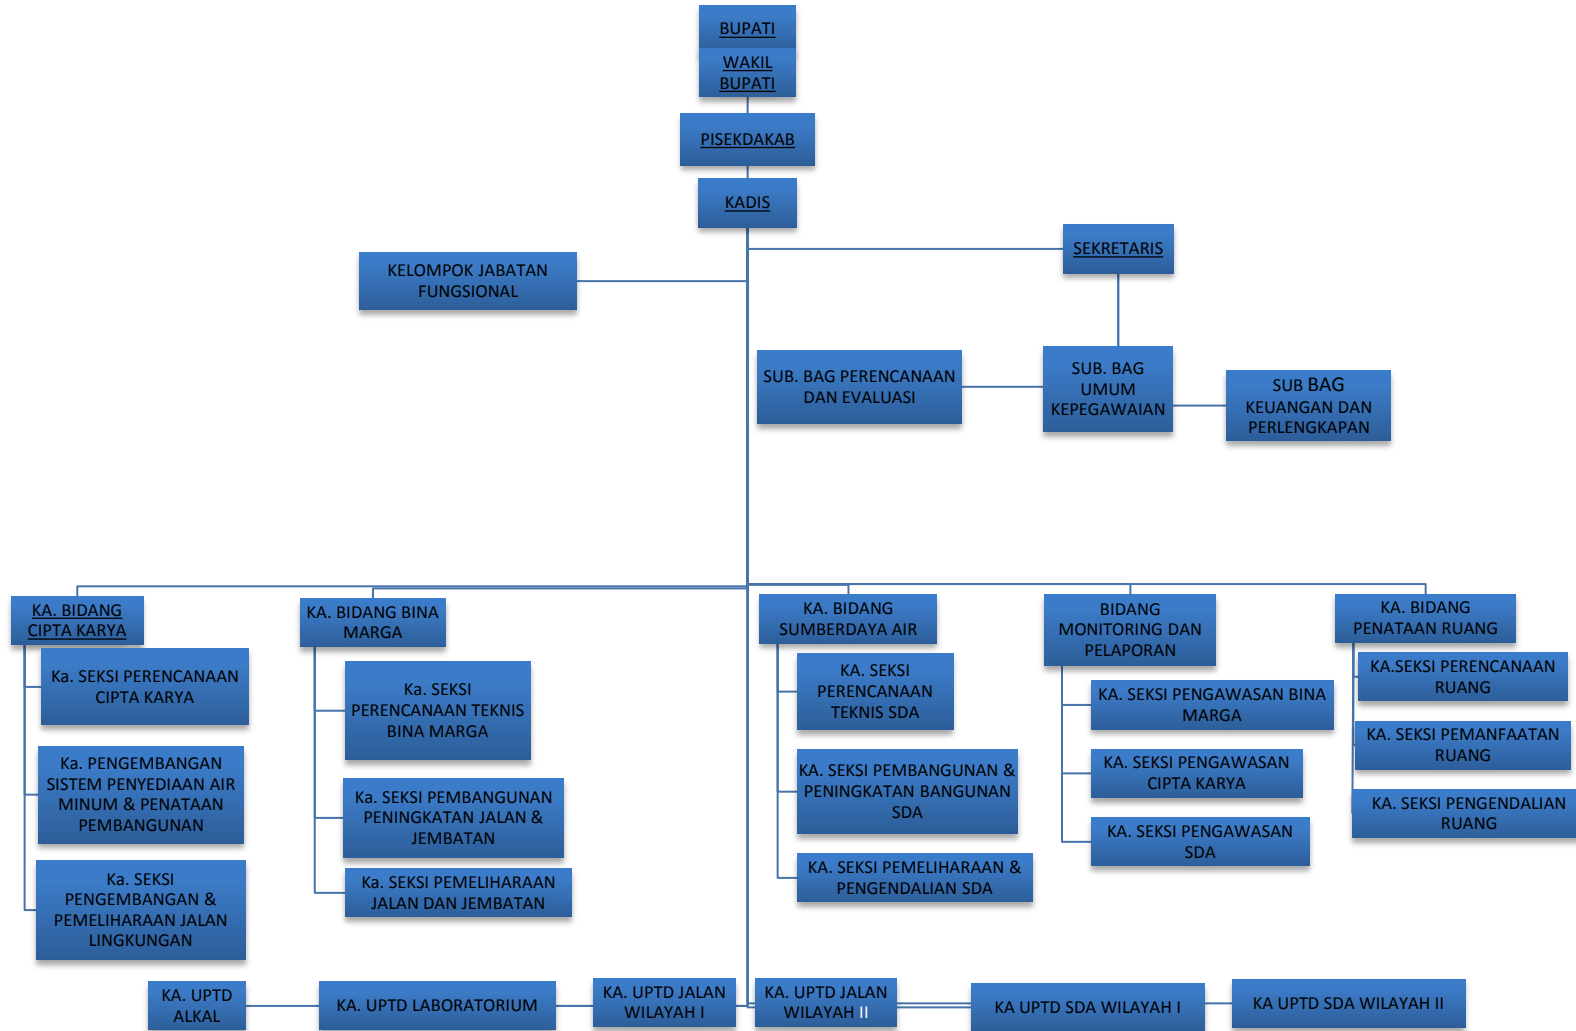 BUPATI
WAKIL
BUPATI
PISEKDAKAB
KADIS
SEKRETARIS
KELOMPOK JABATAN
FUNGSIONAL
SUB. BAG PERENCANAAN
DAN EVALUASI
SUB. BAG
UMUM
KEPEGAWAIAN
SUB BAG
KEUANGAN DAN
PERLENGKAPAN
KA. BIDANG
CIPTA KARYA
Ka. SEKSI PERENCANAAN
CIPTA KARYA
Ka. PENGEMBANGAN
SISTEM PENYEDIAAN AIR
MINUM & PENATAAN
PEMBANGUNAN
Ka. SEKSI
PENGEMBANGAN &
PEMELIHARAAN JALAN
LINGKUNGAN
KA. BIDANG BINA
MARGA
Ka. SEKSI
PERENCANAAN TEKNIS
BINA MARGA
Ka. SEKSI PEMBANGUNAN
PENINGKATAN JALAN &
JEMBATAN
Ka. SEKSI PEMELIHARAAN
JALAN DAN JEMBATAN
KA. BIDANG
SUMBERDAYA AIR
KA. SEKSI
PERENCANAAN
TEKNIS SDA
KA. SEKSI PEMBANGUNAN &
PENINGKATAN BANGUNAN
SDA
KA. SEKSI PEMELIHARAAN &
PENGENDALIAN SDA
BIDANG
MONITORING DAN
PELAPORAN
KA. SEKSI PENGAWASAN BINA
MARGA
KA. SEKSI PENGAWASAN
CIPTA KARYA
KA. SEKSI PENGAWASAN
SDA
KA. BIDANG
PENATAAN RUANG
KA.SEKSI PERENCANAAN
RUANG
KA. SEKSI PEMANFAATAN
RUANG
KA. SEKSI PENGENDALIAN
RUANG
KA. UPTD
ALKAL
KA. UPTD LABORATORIUM
KA. UPTD JALAN
WILAYAH I
KA. UPTD JALAN
WILAYAH II
KA UPTD SDA WILAYAH I
KA UPTD SDA WILAYAH II